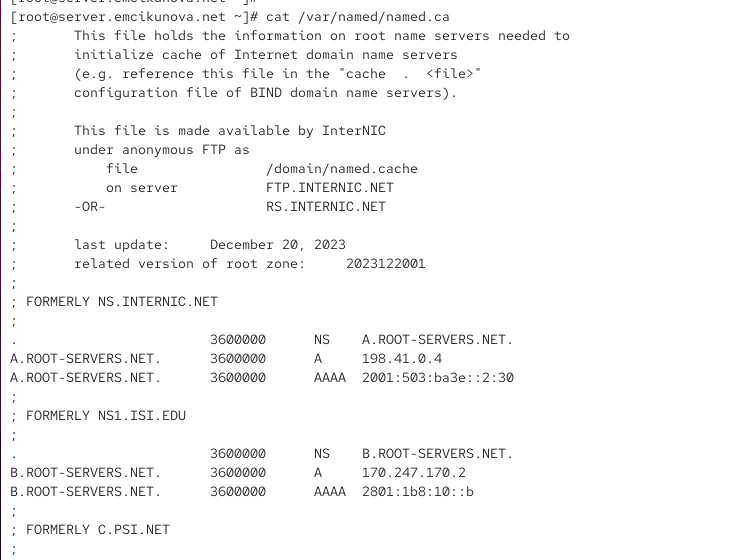 [root@server.emcikunova.net ~]#
[root@server.emcikunova.net ~]# cat /var/named/named.ca
;       This file holds the information on root name servers needed to
;       initialize cache of Internet domain name servers
;       (e.g. reference this file in the "cache  .  <file>"
;       configuration file of BIND domain name servers).
;
;       This file is made available by InterNIC
;       under anonymous FTP as
;           file                /domain/named.cache
;           on server           FTP.INTERNIC.NET
;       -OR-                    RS.INTERNIC.NET
;
;       last update:     December 20, 2023
;       related version of root zone:     2023122001
;
; FORMERLY NS.INTERNIC.NET
;
.                        3600000      NS    A.ROOT-SERVERS.NET.
A.ROOT-SERVERS.NET.      3600000      A     198.41.0.4
A.ROOT-SERVERS.NET.      3600000      AAAA  2001:503:ba3e::2:30
;
; FORMERLY NS1.ISI.EDU
;
.                        3600000      NS    B.ROOT-SERVERS.NET.
B.ROOT-SERVERS.NET.      3600000      A     170.247.170.2
B.ROOT-SERVERS.NET.      3600000      AAAA  2801:1b8:10::b
;
; FORMERLY C.PSI.NET
;